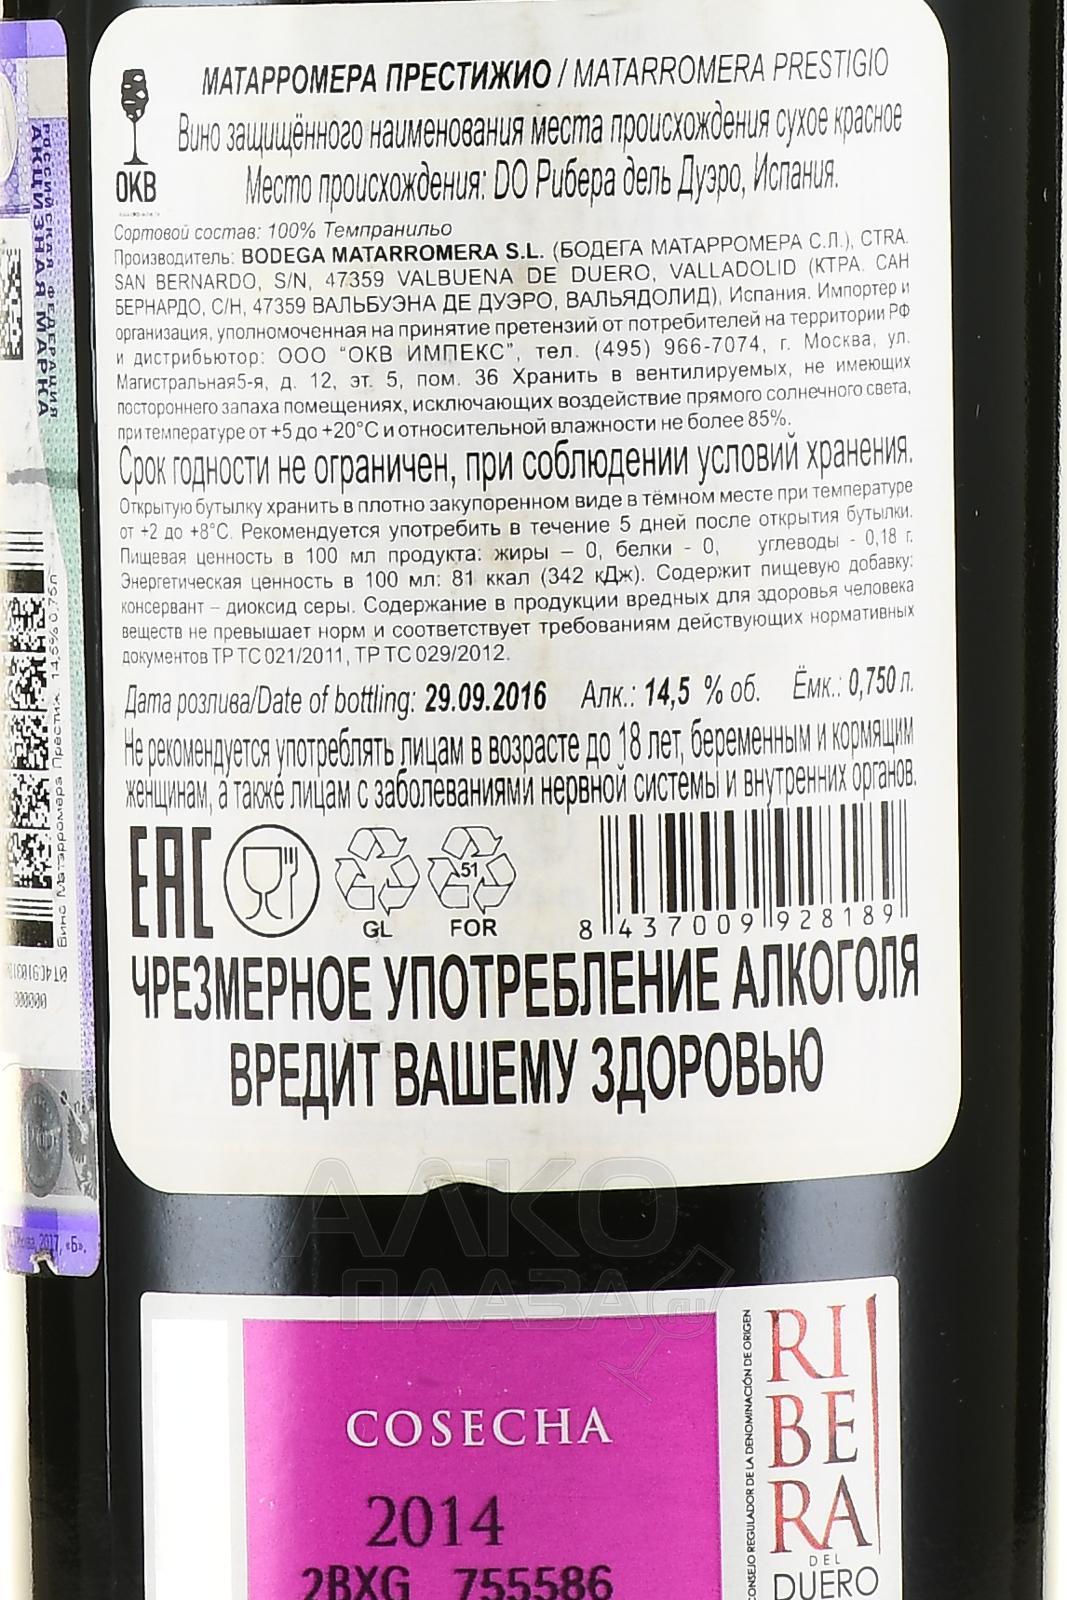 МАТАРРОМЕРА ПРЕСТИЖИО / MATARROMERA PRESTIGIO
Вино защищённого наименования места происхождения сухое красное
Место происхождения: DO Рибера дель Дуэро, Испания.
ОКВ
Сортовой состав: 100% Темпранильо
Производитель: BODEGA MATARROMERA S.L. (БОДЕГА МАТАРРОМЕРА С.Л.), CTRA.
SAN BERNARDO, S/N, 47359 VALBUENA DE DUERO, VALLADOLID (КТРА. САН
БЕРНАРДО, С/Н, 47359 ВАЛЬБУЭНА ДЕ ДУЭРО, ВАЛЬЯДОЛИД), Испания. Импортер и
организация, уполномоченная на принятие претензий от потребителей на территории РФ
и дистрибьютор: ООО "ОКВ ИМПЕКС", тел. (495) 966-7074, г. Москва, ул.
Магистральная5-я, д. 12, эт. 5, пом. 36 Хранить в вентилируемых, не имеющих
постороннего запаха помещениях, исключающих воздействие прямого солнечного света,
при температуре от +5 до +20°С и относительной влажности не более 85%.
Срок годности не ограничен, при соблюдении условий хранения.
Открытую бутылку хранить в плотно закупоренном виде в тёмном месте при температуре
от +2 до +8°С. Рекомендуется употребить в течение 5 дней после открытия бутылки.
Пищевая ценность в 100 мл продукта: жиры – 0, белки - 0, углеводы - 0,18 г.
Энергетическая ценность в 100 мл: 81 ккал (342 кДж). Содержит пищевую добавку:
консервант – диоксид серы. Содержание в продукции вредных для здоровья человека
веществ не превышает норм и соответствует требованиям действующих нормативных
документов ТР ТС 021/2011, ТР ТС 029/2012.
Дата розлива/Date of bottling: 29.09.2016 Алк.: 14,5 % об. Ёмк.: 0,750 л.
Не рекомендуется употреблять лицам в возрасте до 18 лет, беременным и кормящим
женщинам, а также лицам с заболеваниями нервной системы и внутренних органов.
ЕАС
GL
51
FOR
8 437009 928189
ЧРЕЗМЕРНОЕ УПОТРЕБЛЕНИЕ АЛКОГОЛЯ
ВРЕДИТ ВАШЕМУ ЗДОРОВЬЮ
РОССИЙСКАЯ ФЕДЕРАЦИЯ
АКЦИЗНАЯ МАРКА
Вино Матарромера Престиж 14,5% 0,75л
2017, «Б».
АЛКО
ПЛАЗА
.ru
COSECHA
2014
2BXG 755586
CONSEJO REGULADOR DE LA DENOMINACIÓN DE ORIGEN
RI
BE
RA
DEL
DUERO